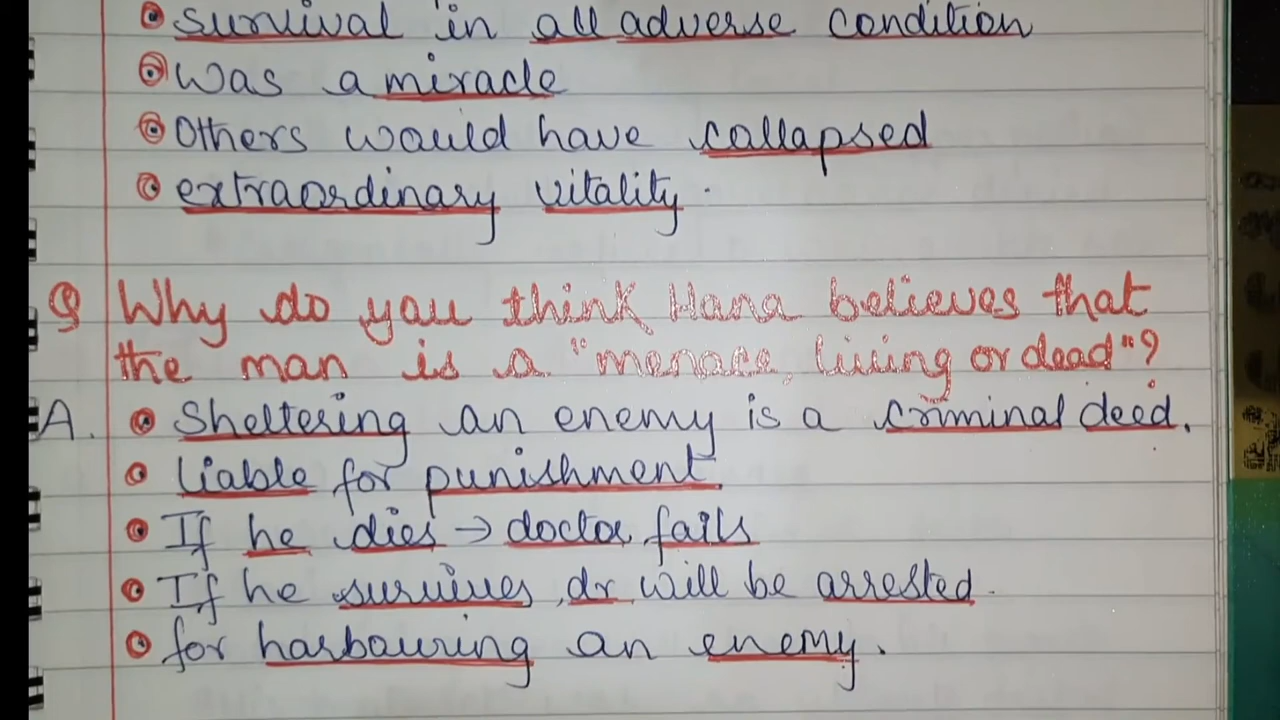 survival in all adverse condition
Was a miracle
Others would have collapsed
extraordinary vitality.
Q Why do you think Hana believes that
the man is a "menace, living or dead"?
A. Sheltering an enemy is a criminal deed.
liable for punishment.
If he dies → doctor fails
If he survives, dr will be arrested.
for harbouring an enemy.